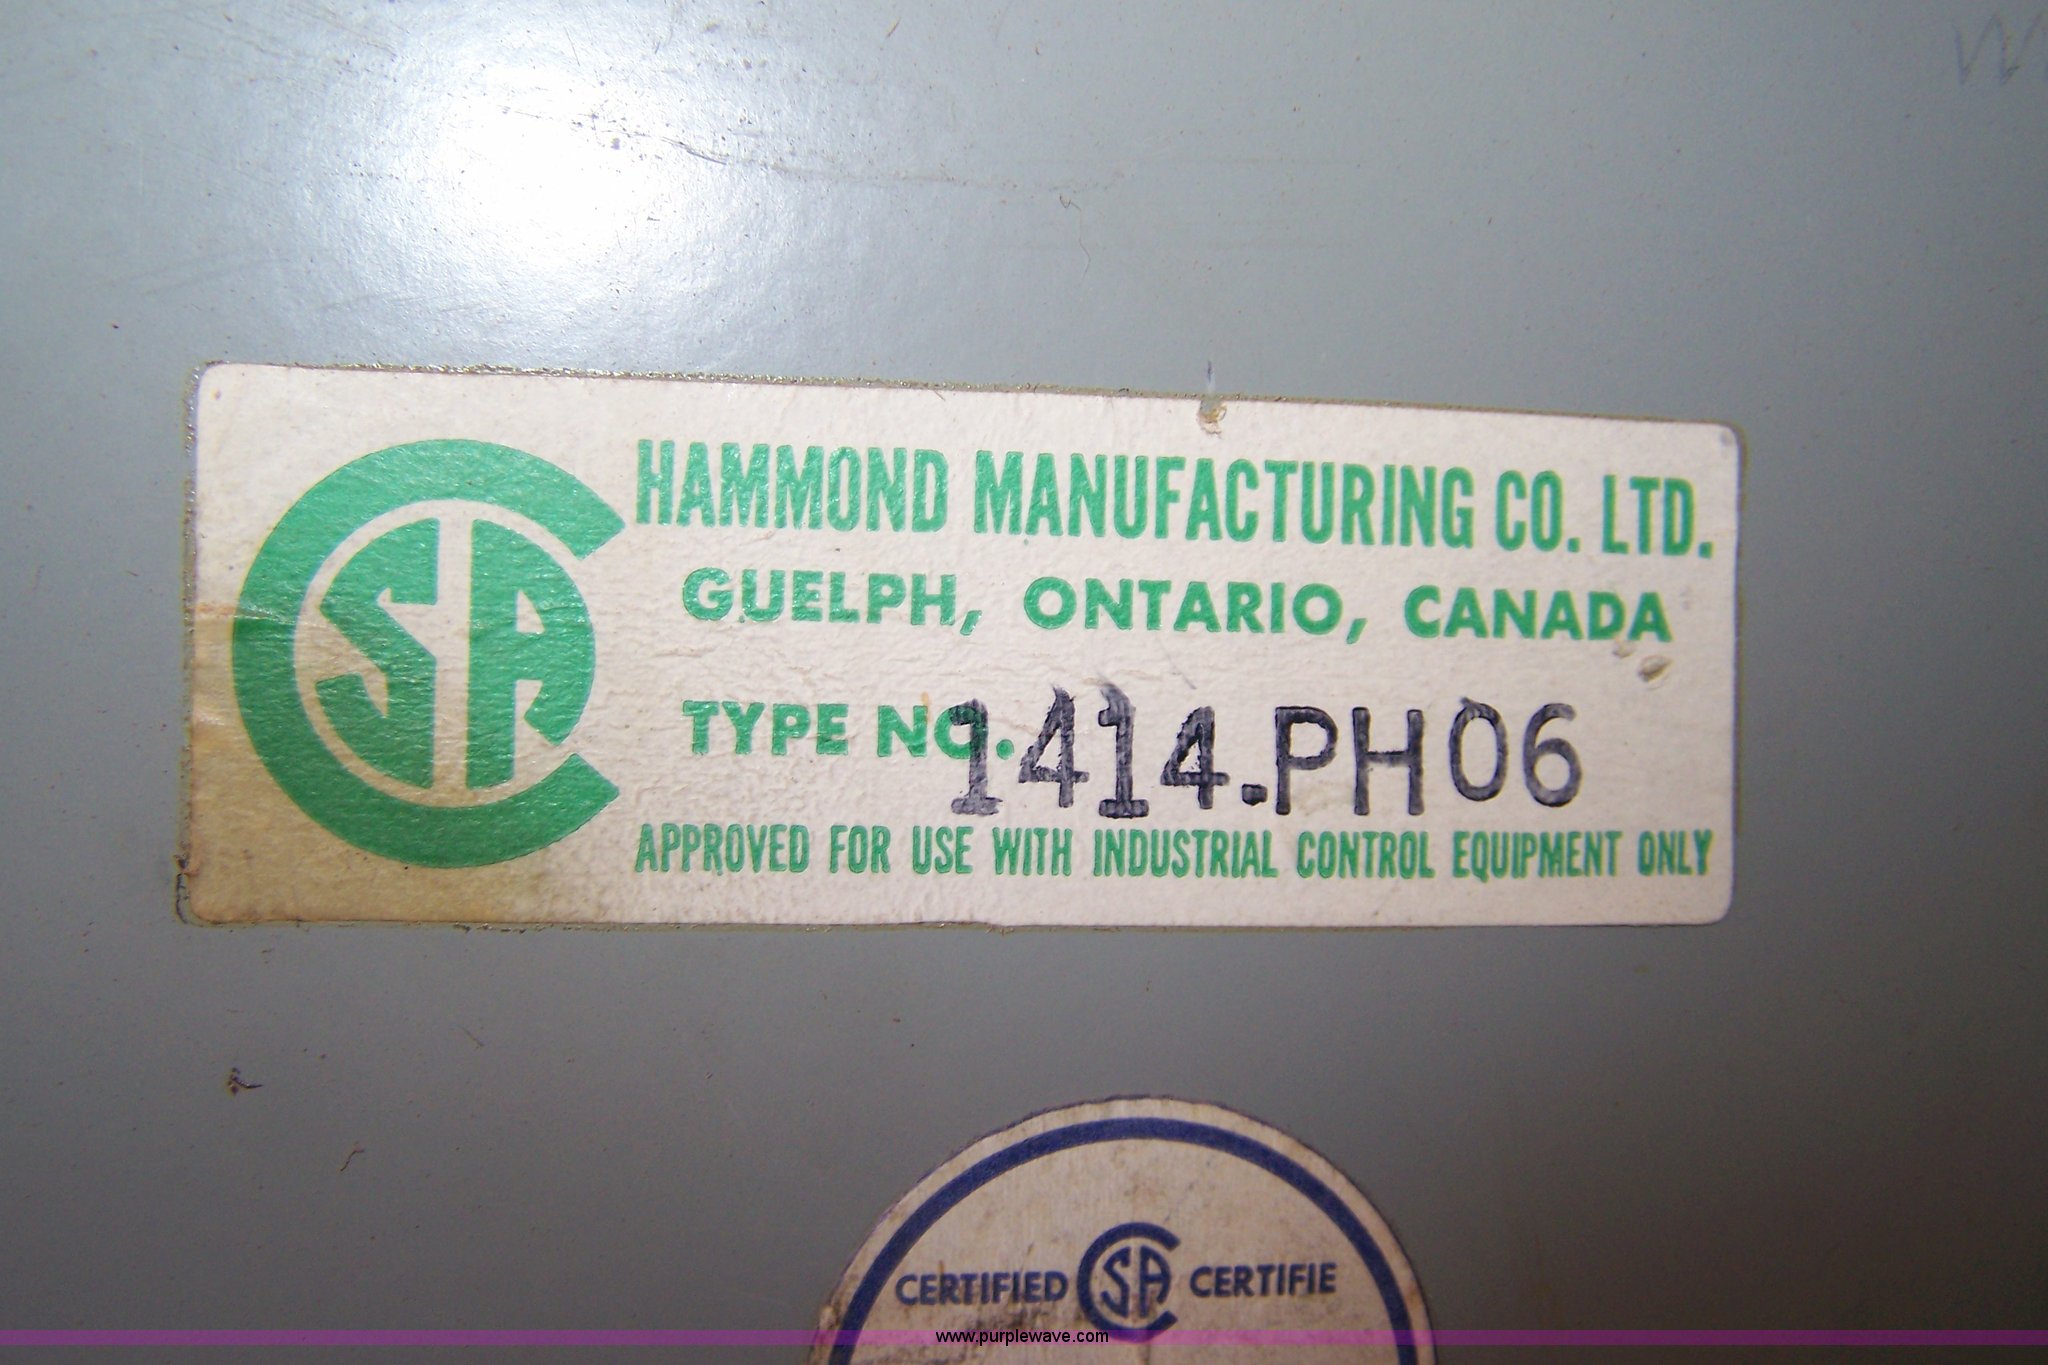 CSA
HAMMOND MANUFACTURING CO. LTD.
GUELPH, ONTARIO, CANADA
TYPE NO. 1414.PH06
APPROVED FOR USE WITH INDUSTRIAL CONTROL EQUIPMENT ONLY
CERTIFIED CSA CERTIFIE
www.purplewave.com